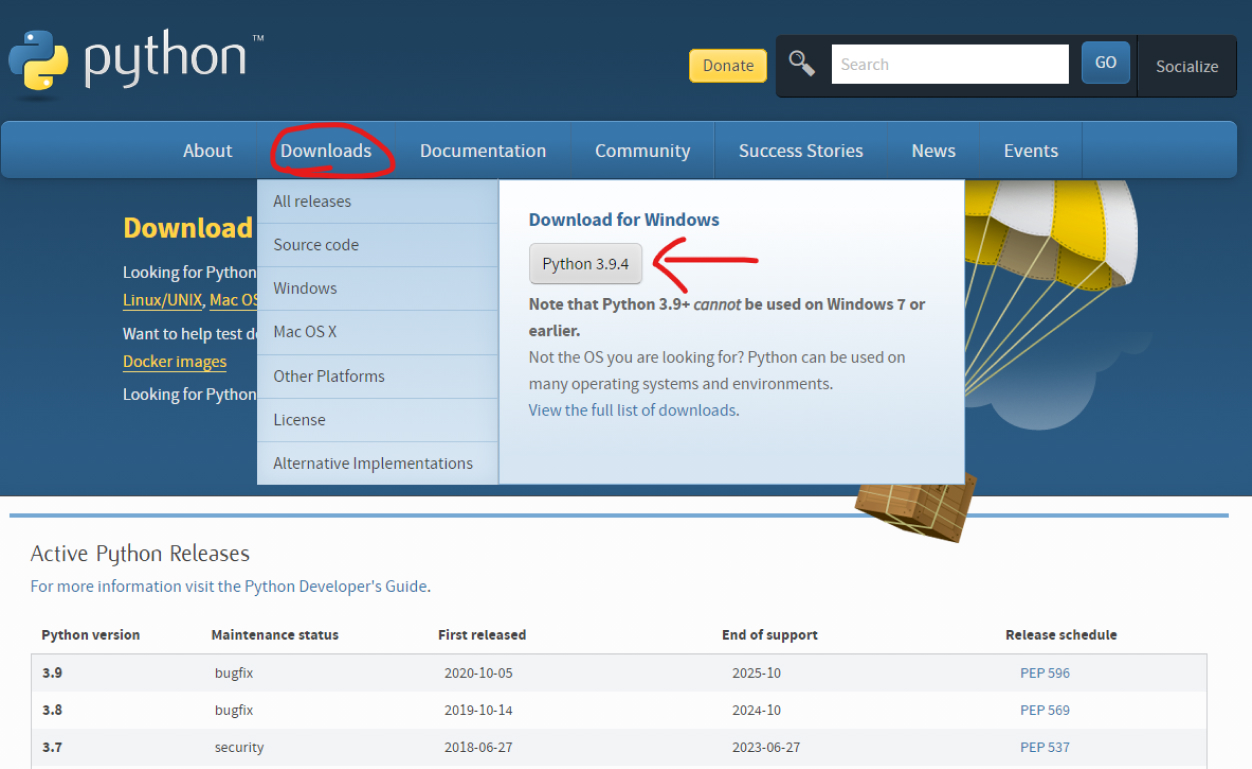 python™
Donate
Search
GO
Socialize
About
Downloads
Documentation
Community
Success Stories
News
Events
Download
Looking for Python
Linux/UNIX, Mac OS
Want to help test de
Docker images
Looking for Python
All releases
Source code
Windows
Mac OS X
Other Platforms
License
Alternative Implementations
Download for Windows
Python 3.9.4
Note that Python 3.9+ cannot be used on Windows 7 or
earlier.
Not the OS you are looking for? Python can be used on
many operating systems and environments.
View the full list of downloads.
Active Python Releases
For more information visit the Python Developer's Guide.
Python version Maintenance status First released End of support Release schedule
3.9 bugfix 2020-10-05 2025-10 PEP 596
3.8 bugfix 2019-10-14 2024-10 PEP 569
3.7 security 2018-06-27 2023-06-27 PEP 537